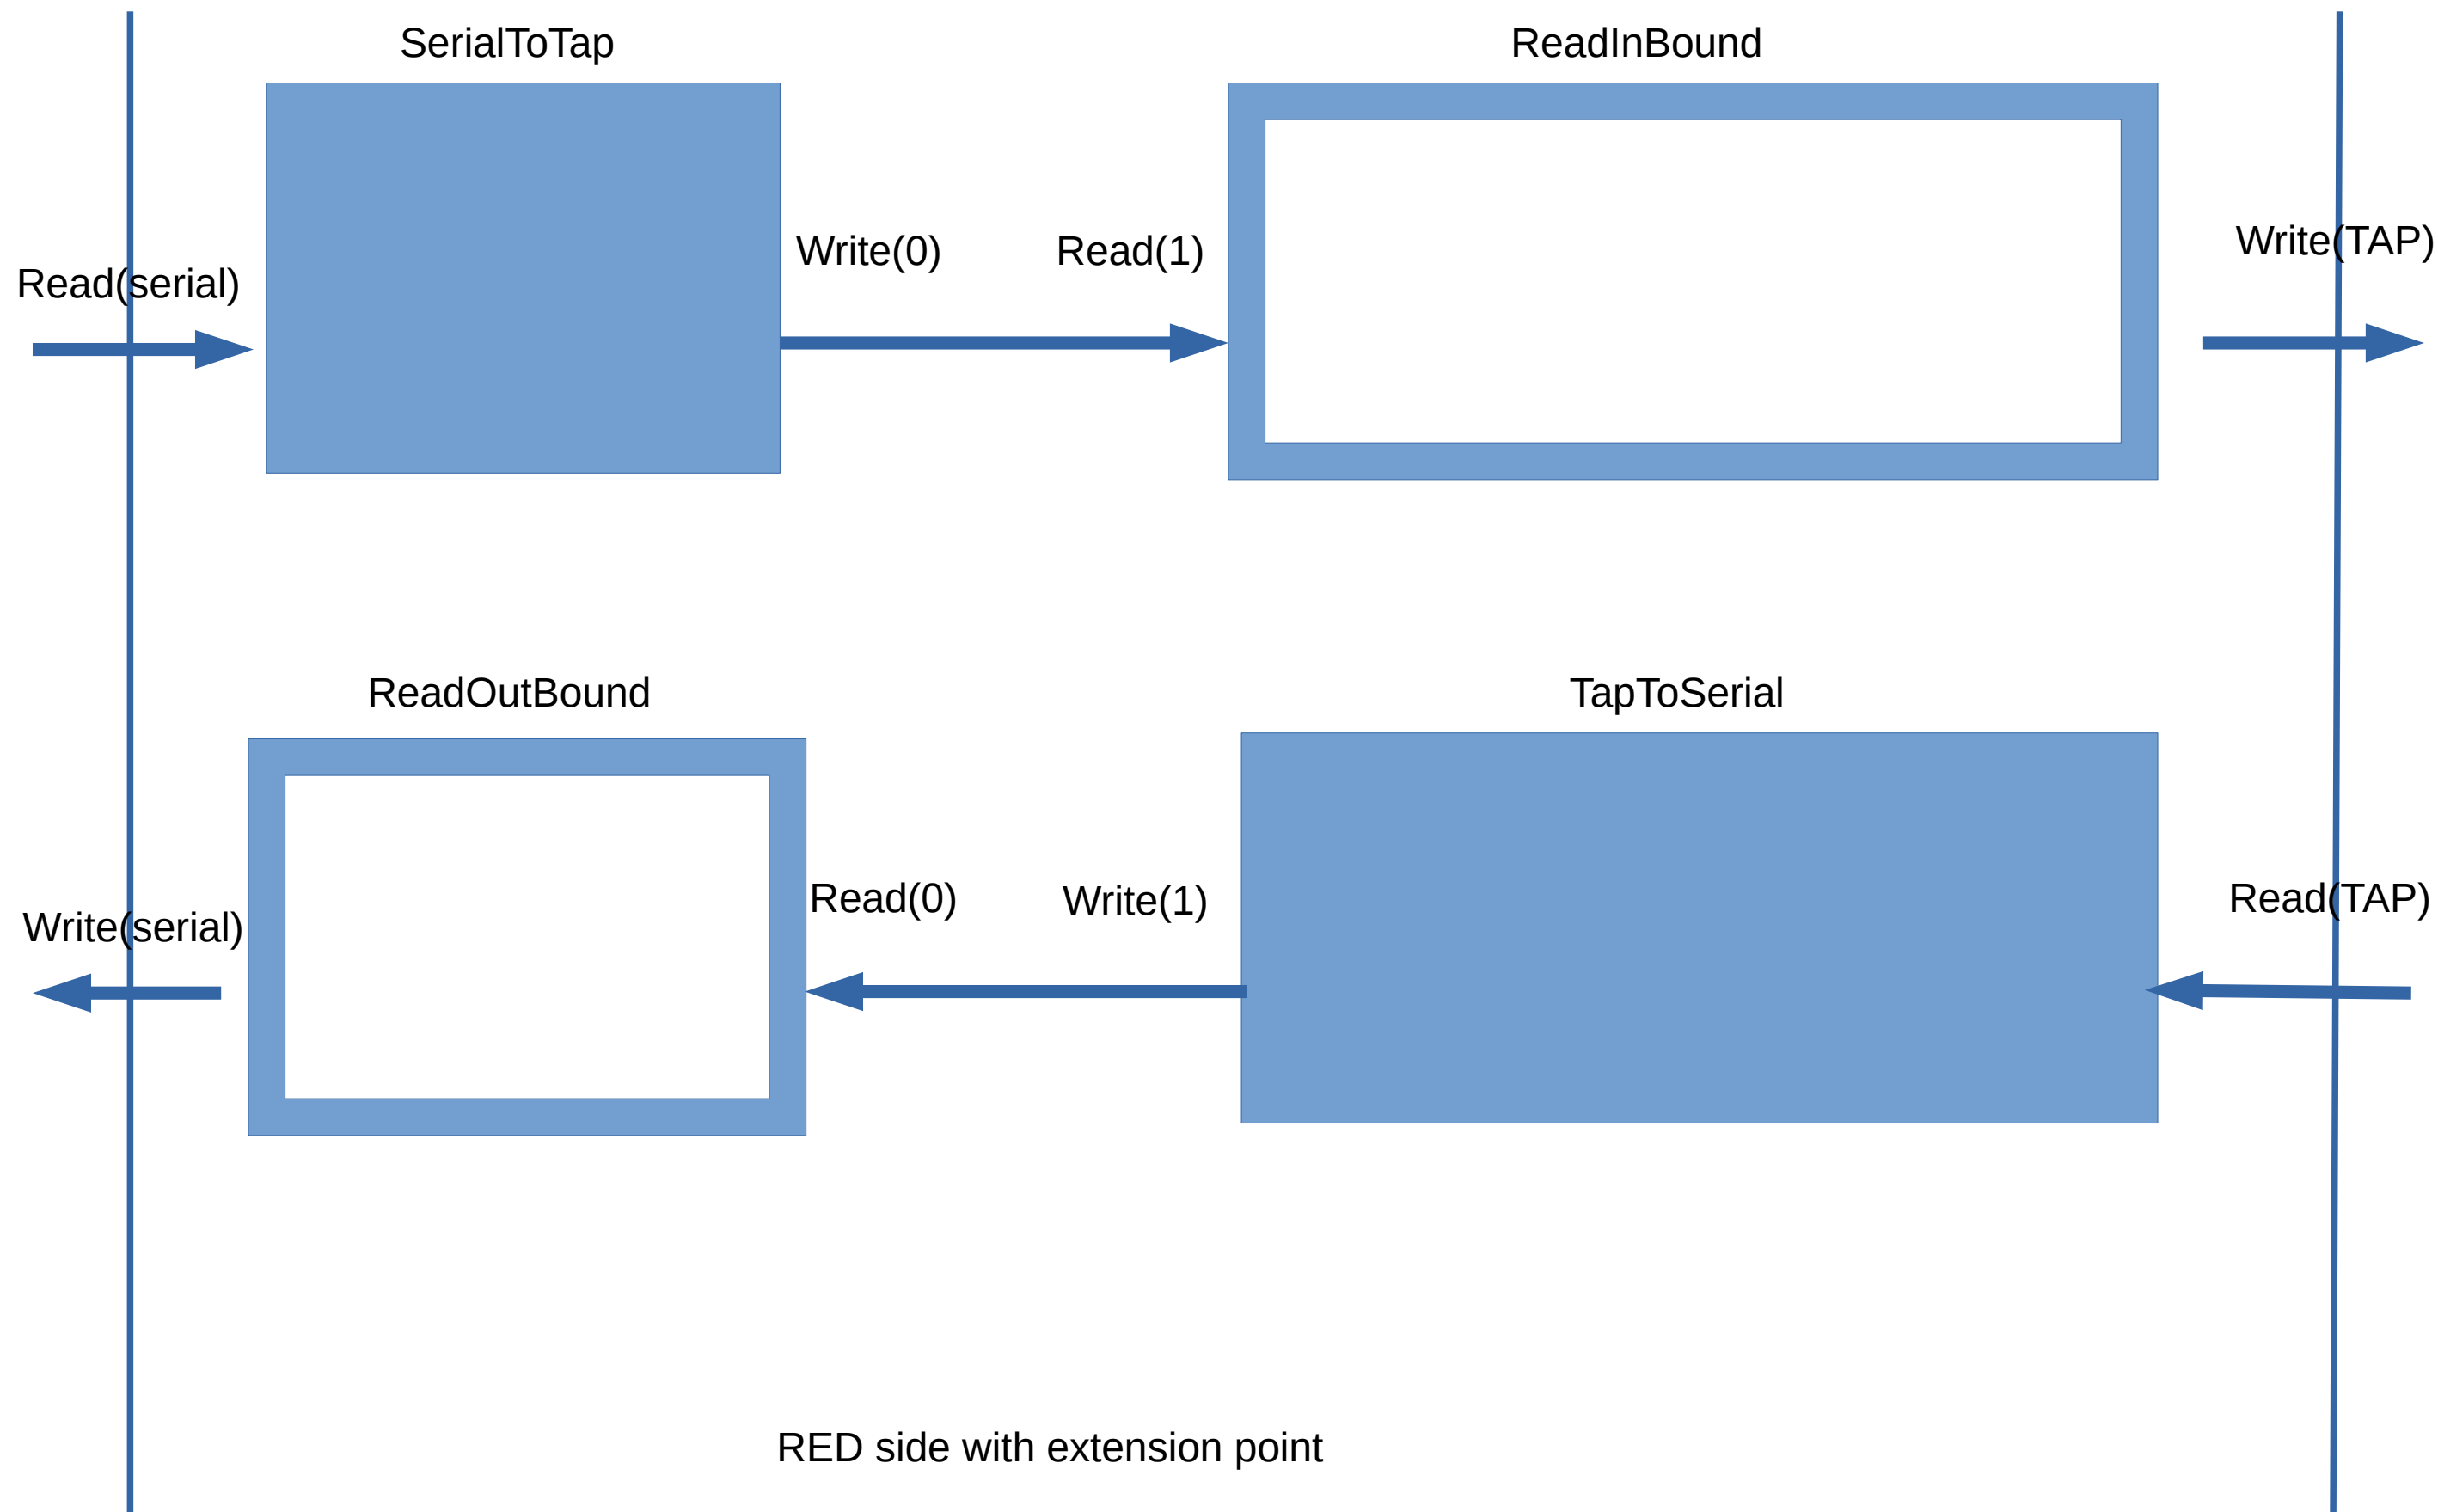 SerialToTap
ReadInBound
Read(serial)
Write(0)
Read(1)
Write(TAP)
ReadOutBound
TapToSerial
Write(serial)
Read(0)
Write(1)
Read(TAP)
RED side with extension point